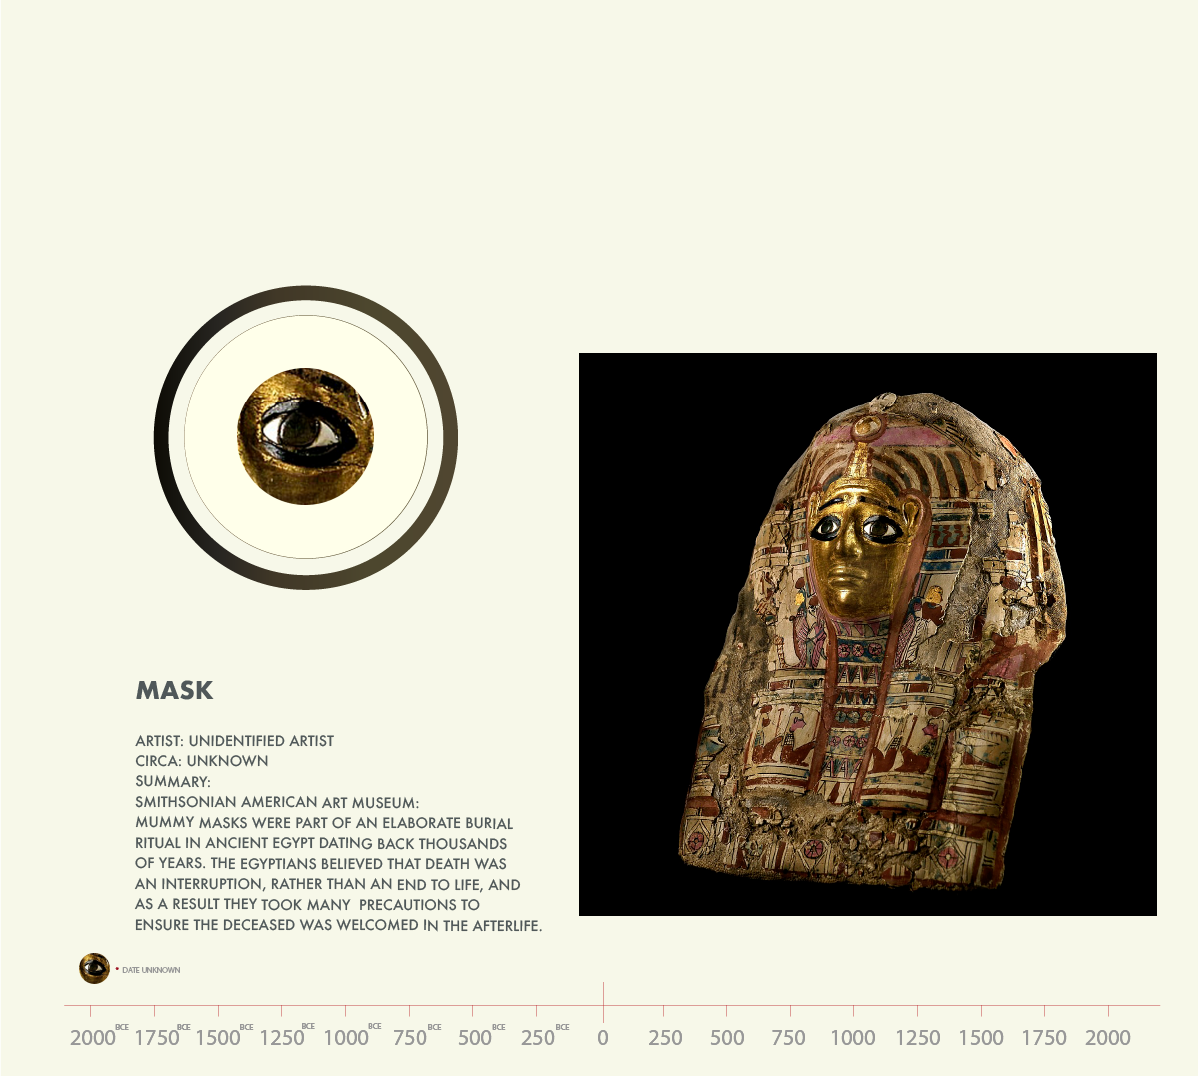 MASK
ARTIST: UNIDENTIFIED ARTIST
CIRCA: UNKNOWN
SUMMARY:
SMITHSONIAN AMERICAN ART MUSEUM:
MUMMY MASKS WERE PART OF AN ELABORATE BURIAL
RITUAL IN ANCIENT EGYPT DATING BACK THOUSANDS
OF YEARS. THE EGYPTIANS BELIEVED THAT DEATH WAS
AN INTERRUPTION, RATHER THAN AN END TO LIFE, AND
AS A RESULT THEY TOOK MANY PRECAUTIONS TO
ENSURE THE DECEASED WAS WELCOMED IN THE AFTERLIFE.
* DATE UNKNOWN
2000 BCE 1750 BCE 1500 BCE 1250 BCE 1000 BCE 750 BCE 500 BCE 250 BCE 0 250 500 750 1000 1250 1500 1750 2000